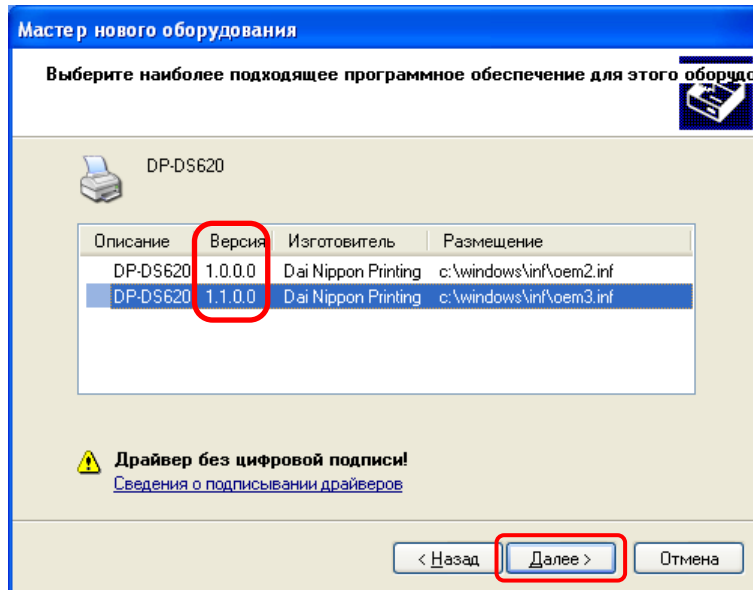 Мастер нового оборудования
Выберите наиболее подходящее программное обеспечение для этого оборудо
DP-DS620
Описание Версия Изготовитель Размещение
DP-DS620 1.0.0.0 Dai Nippon Printing c:\windows\inf\oem2.inf
DP-DS620 1.1.0.0 Dai Nippon Printing c:\windows\inf\oem3.inf
Драйвер без цифровой подписи!
Сведения о подписывании драйверов
< Назад Далее > Отмена